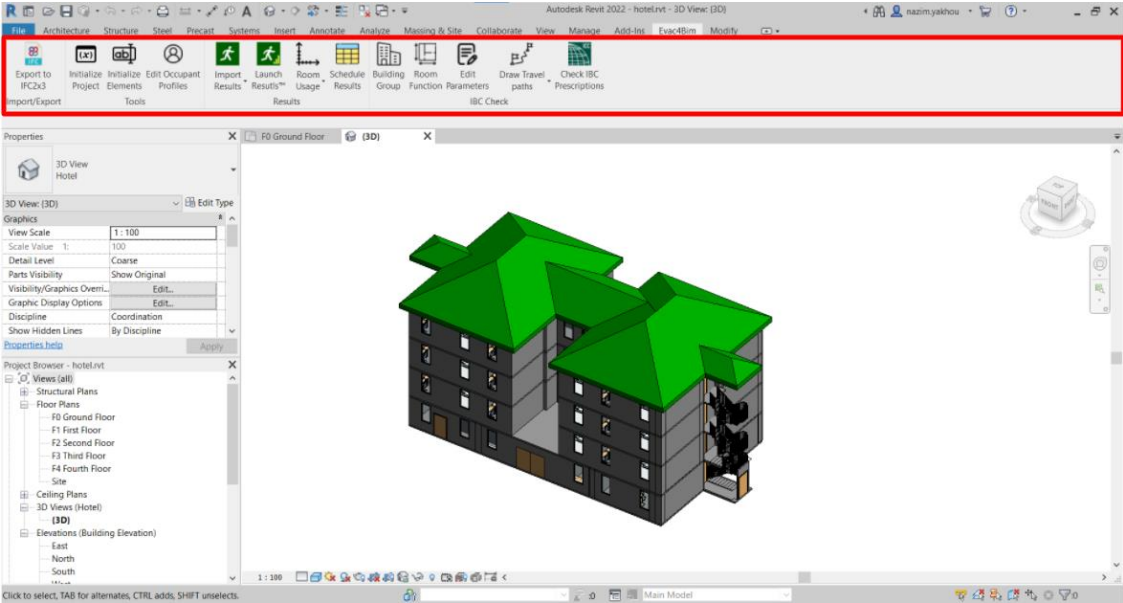 Autodesk Revit 2022 - hotel.rvt - 3D View: {3D}
nazim.yakhou
File Architecture Structure Steel Precast Systems Insert Annotate Analyze Massing & Site Collaborate View Manage Add-Ins Evac4Bim Modify
IFC
Export to IFC2x3
Initialize Project
Initialize Elements
Edit Occupant Profiles
Import Results
Launch Resutls™
Room Usage
Schedule Results
Building Group
Room Function
Edit Parameters
Draw Travel paths
Check IBC Prescriptions
Import/Export
Tools
Results
IBC Check
Properties
F0 Ground Floor
{3D}
3D View
Hotel
3D View: {3D}
Edit Type
Graphics
View Scale 1 : 100
Scale Value 1: 100
Detail Level Coarse
Parts Visibility Show Original
Visibility/Graphics Overri... Edit...
Graphic Display Options Edit...
Discipline Coordination
Show Hidden Lines By Discipline
Properties help
Apply
Project Browser - hotel.rvt
Views (all)
Structural Plans
Floor Plans
F0 Ground Floor
F1 First Floor
F2 Second Floor
F3 Third Floor
F4 Fourth Floor
Site
Ceiling Plans
3D Views (Hotel)
{3D}
Elevations (Building Elevation)
East
North
South
West
TOP
FRONT
1 : 100
Click to select, TAB for alternates, CTRL adds, SHIFT unselects.
:0
Main Model
:0